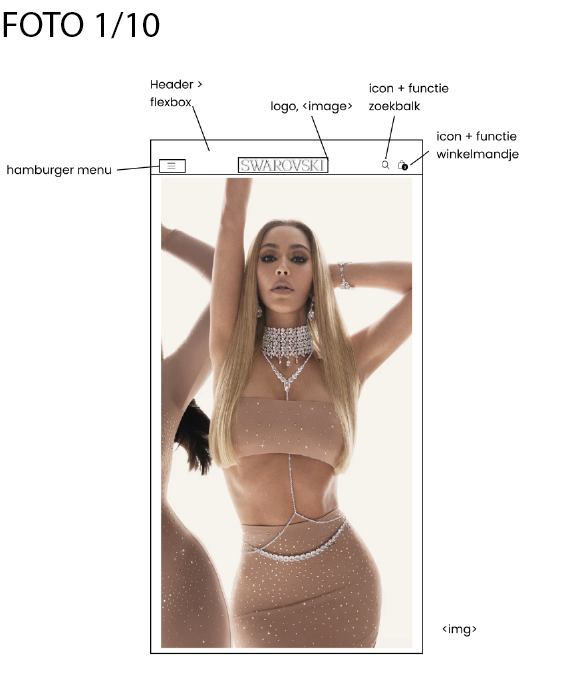 FOTO 1/10
Header >
flexbox
logo, <image>
icon + functie
zoekbalk
icon + functie
winkelmandje
hamburger menu
SWAROVSKI
<img>